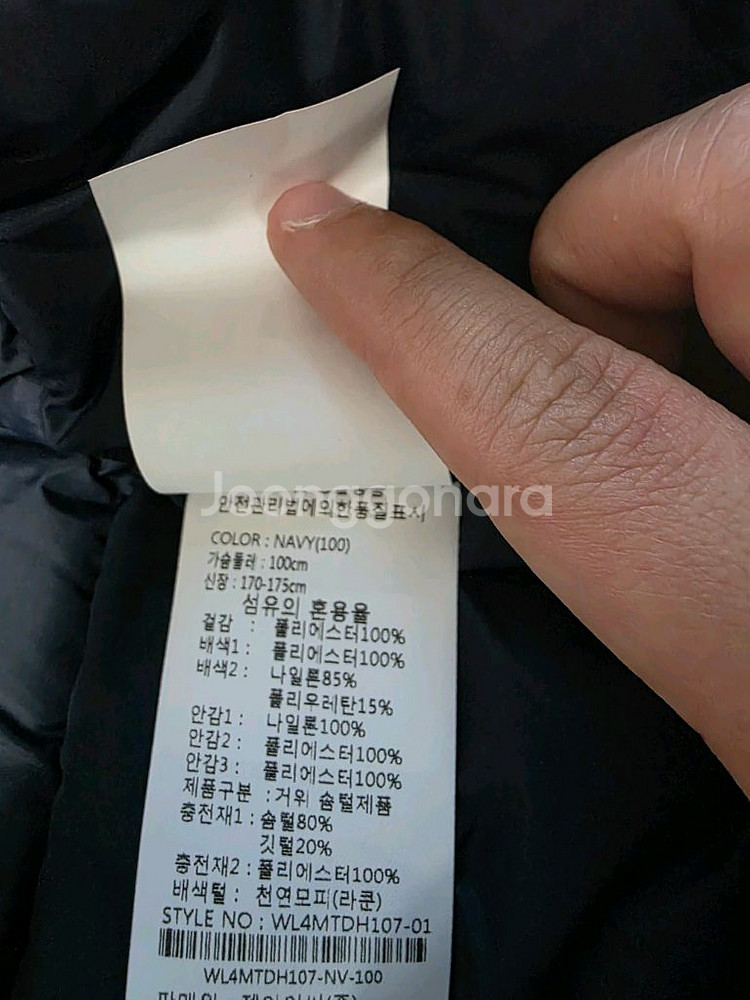 Joonggonara
안전관리법에의한품질표시
COLOR : NAVY(100)
가슴둘레 : 100cm
신장 : 170-175cm
섬유의 혼용율
겉감 : 폴리에스터100%
배색1 : 폴리에스터100%
배색2 : 나일론85%
폴리우레탄15%
안감1 : 나일론100%
안감2 : 폴리에스터100%
안감3 : 폴리에스터100%
제품구분 : 거위 솜털제품
충전재1 : 솜털80%
깃털20%
충전재2 : 폴리에스터100%
배색털 : 천연모피(라쿤)
STYLE NO : WL4MTDH107-01
WL4MTDH107-NV-100